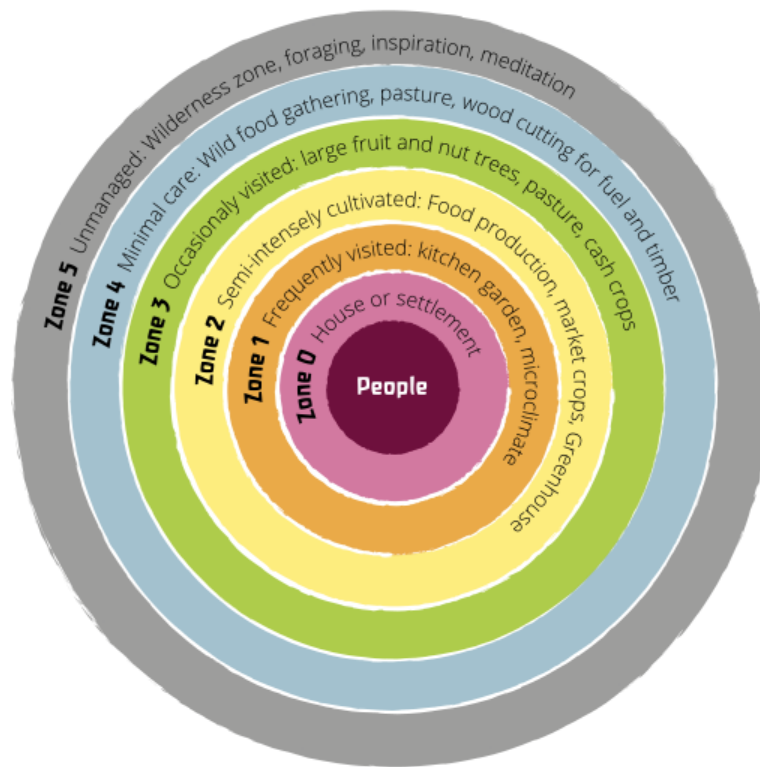 Zone 5 Unmanaged: Wilderness zone, foraging, inspiration, meditation
Zone 4 Minimal care: Wild food gathering, pasture, wood cutting for fuel and timber
Zone 3 Occasionaly visited: large fruit and nut trees, pasture, cash crops
Zone 2 Semi-intensely cultivated: Food production, market crops, Greenhouse
Zone 1 Frequently visited: kitchen garden, microclimate
Zone 0 House or settlement
People